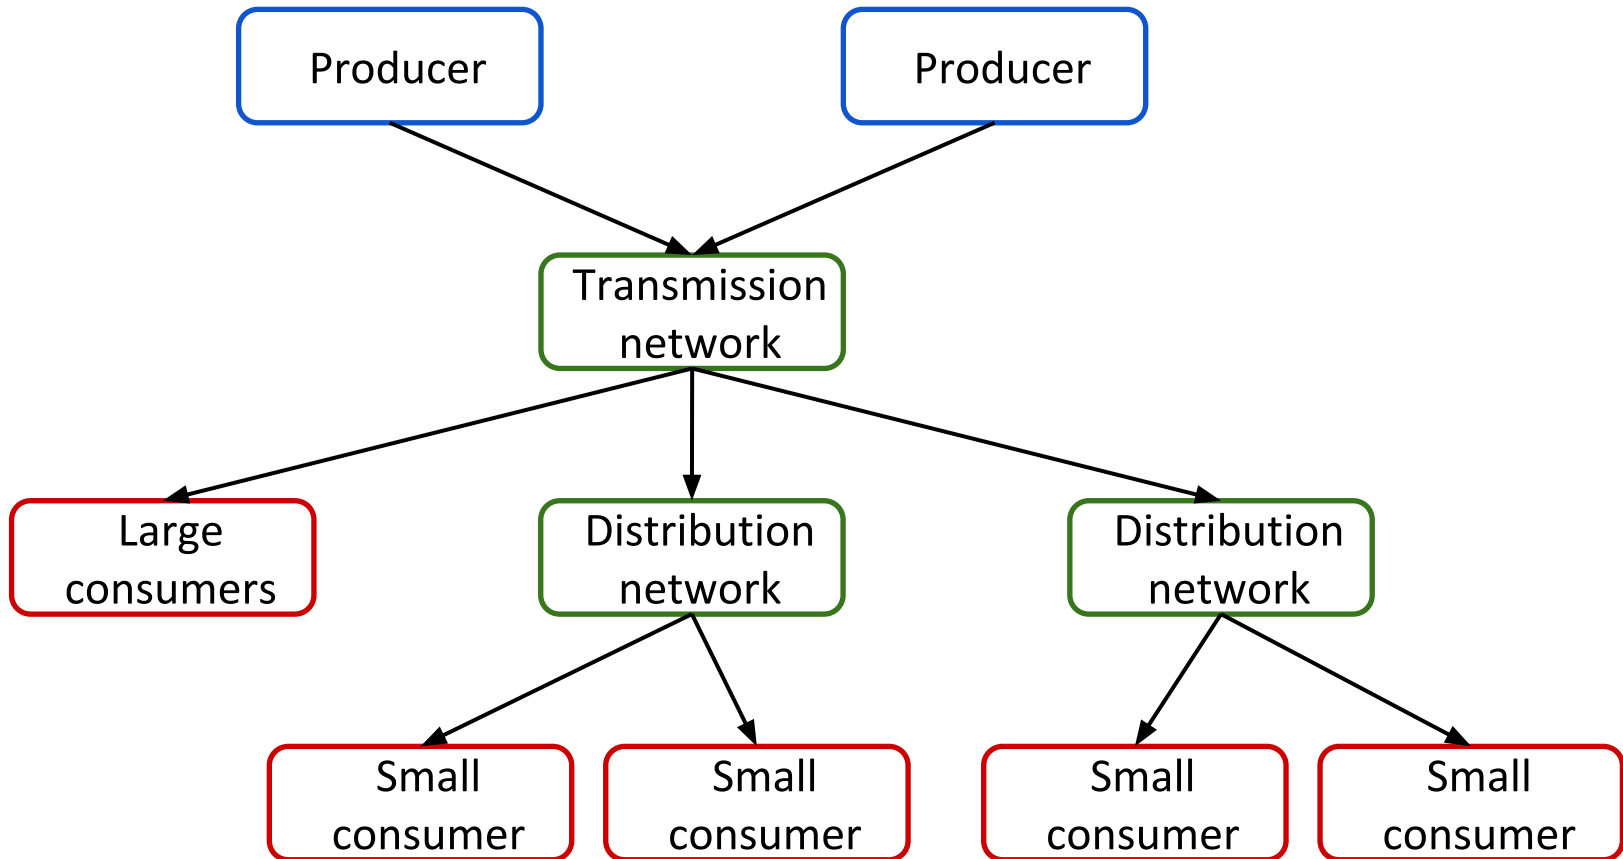 Producer
Producer
Transmission
network
Large
consumers
Distribution
network
Distribution
network
Small
consumer
Small
consumer
Small
consumer
Small
consumer